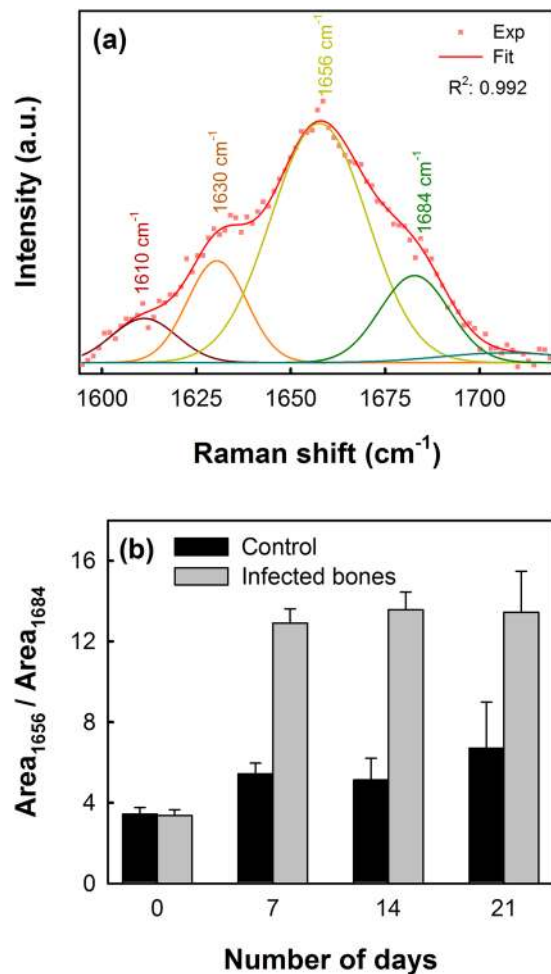 (a)
Exp
Fit
R²: 0.992
1610 cm⁻¹
1630 cm⁻¹
1656 cm⁻¹
1684 cm⁻¹
Intensity (a.u.)
1600 1625 1650 1675 1700
Raman shift (cm⁻¹)
(b)
Control
Infected bones
Area₁₆₅₆ / Area₁₆₈₄
16
12
8
4
0
0 7 14 21
Number of days